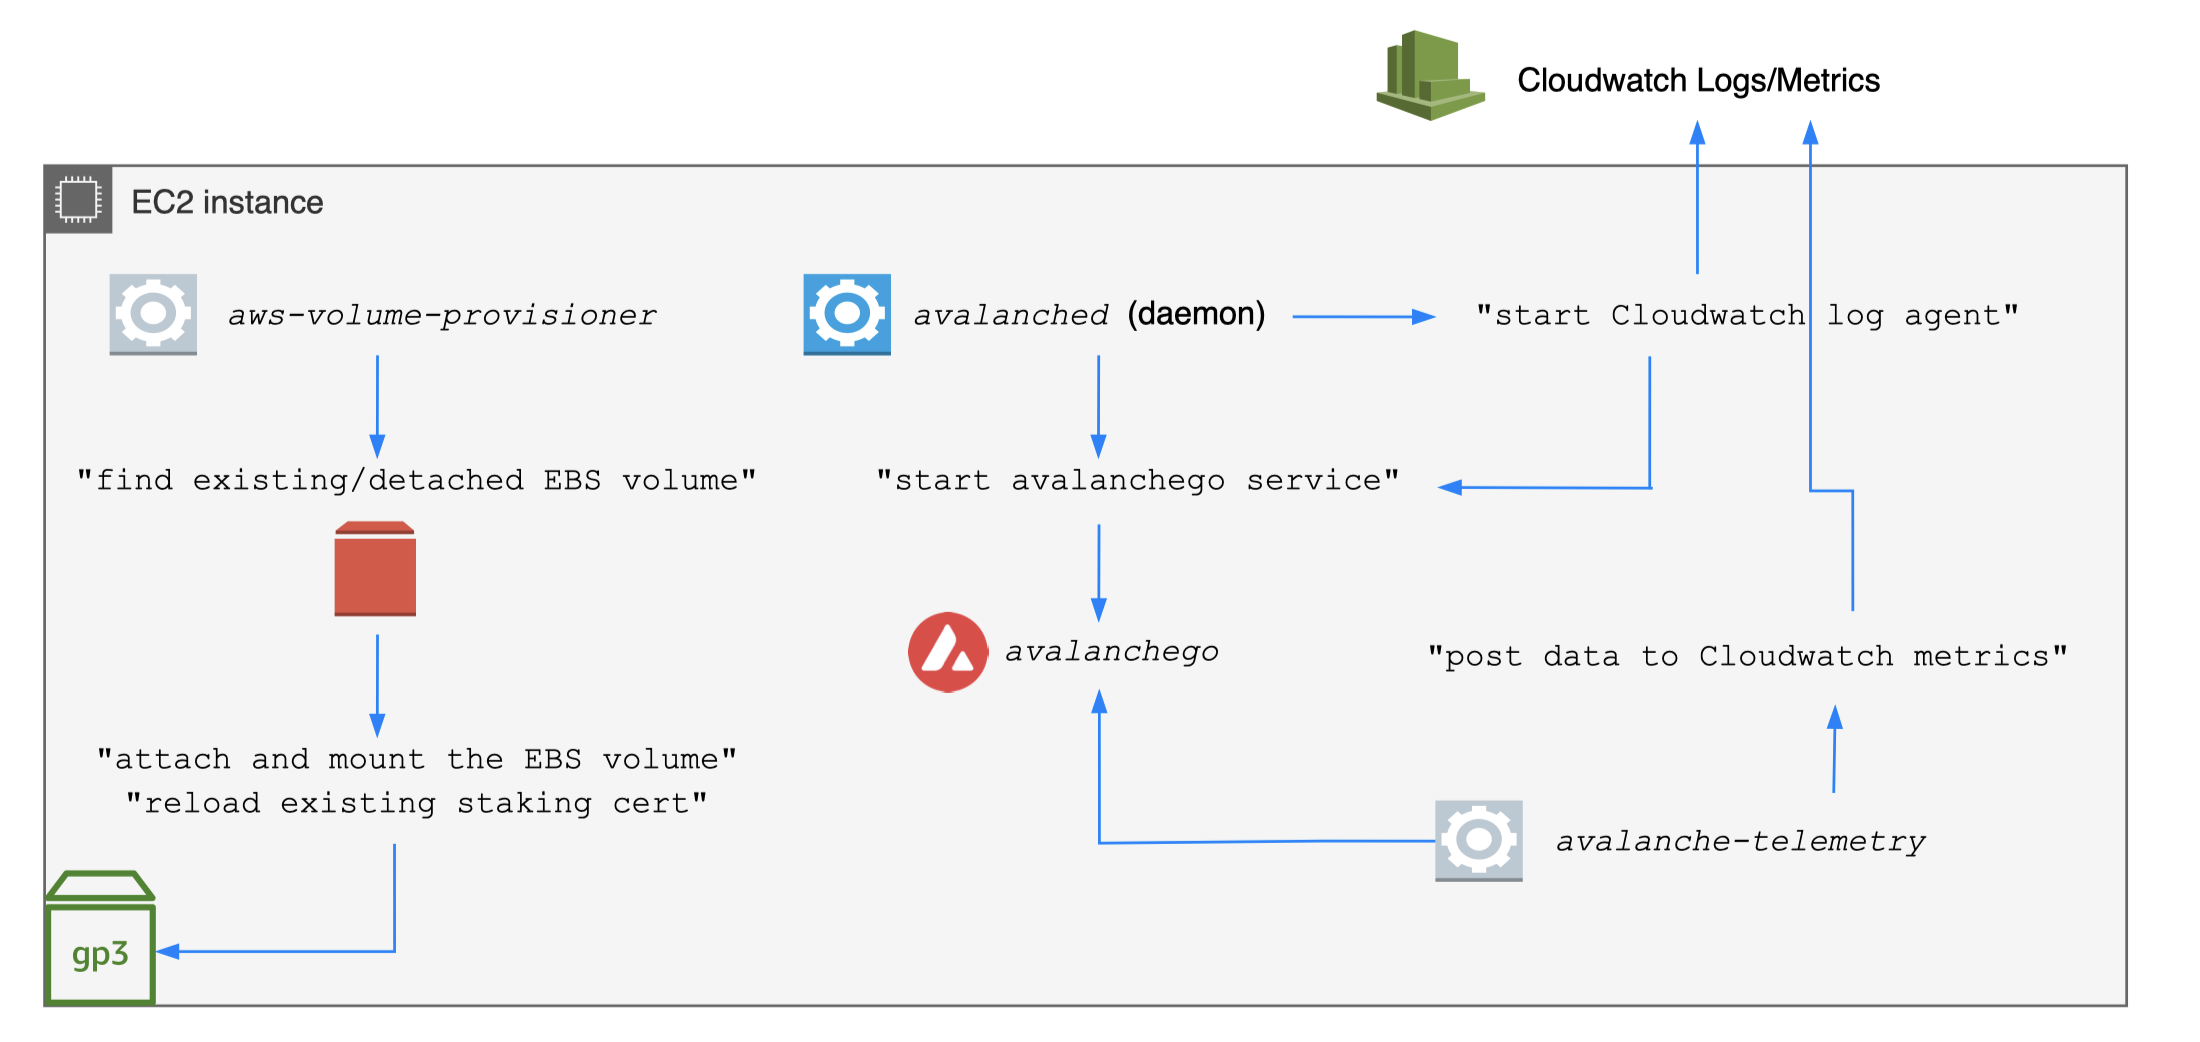 Cloudwatch Logs/Metrics
EC2 instance
aws-volume-provisioner
avalanched (daemon)
"start Cloudwatch log agent"
"find existing/detached EBS volume"
"start avalanchego service"
avalanchego
"post data to Cloudwatch metrics"
"attach and mount the EBS volume"
"reload existing staking cert"
avalanche-telemetry
gp3